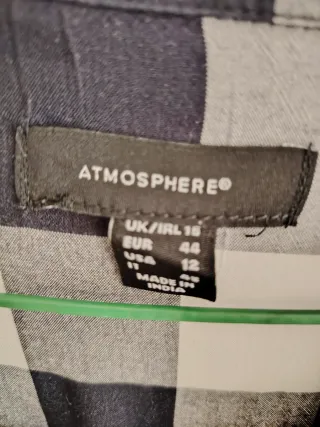 ATMOSPHERE®
UK/IRL 16
EUR 44
USA 12
IT
MADE IN
INDIA